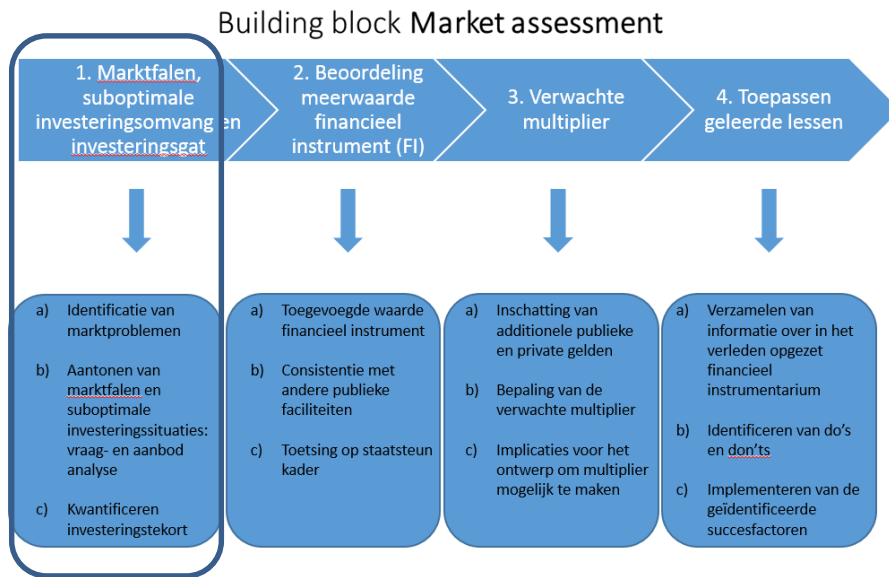 Building block Market assessment
1. Marktfalen,
suboptimale
investeringsomvang en
investeringsgat
2. Beoordeling
meerwaarde
financieel
instrument (FI)
3. Verwachte
multiplier
4. Toepassen
geleerde lessen
a) Identificatie van
marktproblemen
b) Aantonen van
marktfalen en
suboptimale
investeringssituaties:
vraag- en aanbod
analyse
c) Kwantificeren
investeringstekort
a) Toegevoegde waarde
financieel instrument
b) Consistentie met
andere publieke
faciliteiten
c) Toetsing op staatsteun
kader
a) Inschatting van
additionele publieke
en private gelden
b) Bepaling van de
verwachte multiplier
c) Implicaties voor het
ontwerp om multiplier
mogelijk te maken
a) Verzamelen van
informatie over in het
verleden opgezet
financieel
instrumentarium
b) Identificeren van do's
en don'ts
c) Implementeren van de
geïdentificeerde
succesfactoren